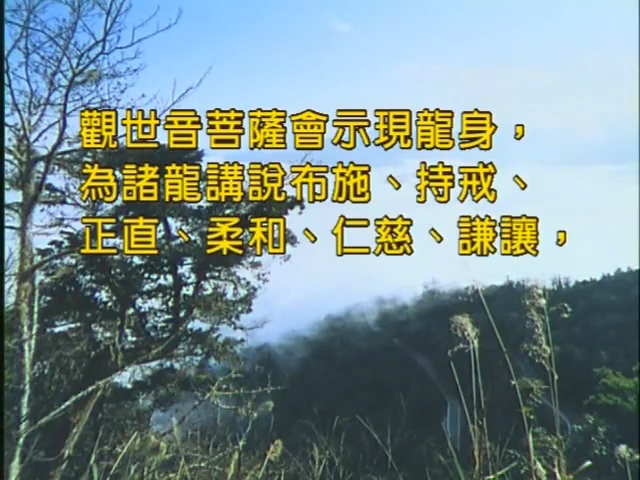 觀世音菩薩會示現龍身，
為諸龍講說布施、持戒、
正直、柔和、仁慈、謙讓，